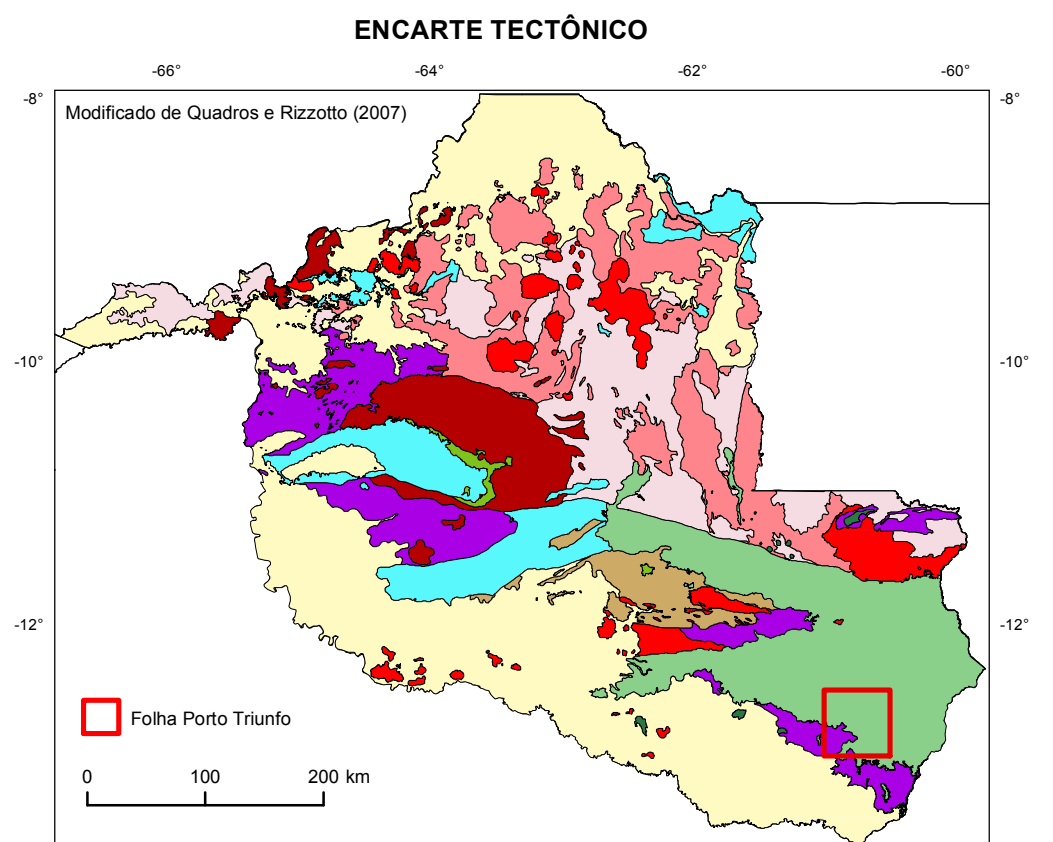 ENCARTE TECTÔNICO
-66° -64° -62° -60°
-8° -8°
Modificado de Quadros e Rizzotto (2007)
-10° -10°
-12° -12°
Folha Porto Triunfo
0 100 200 km